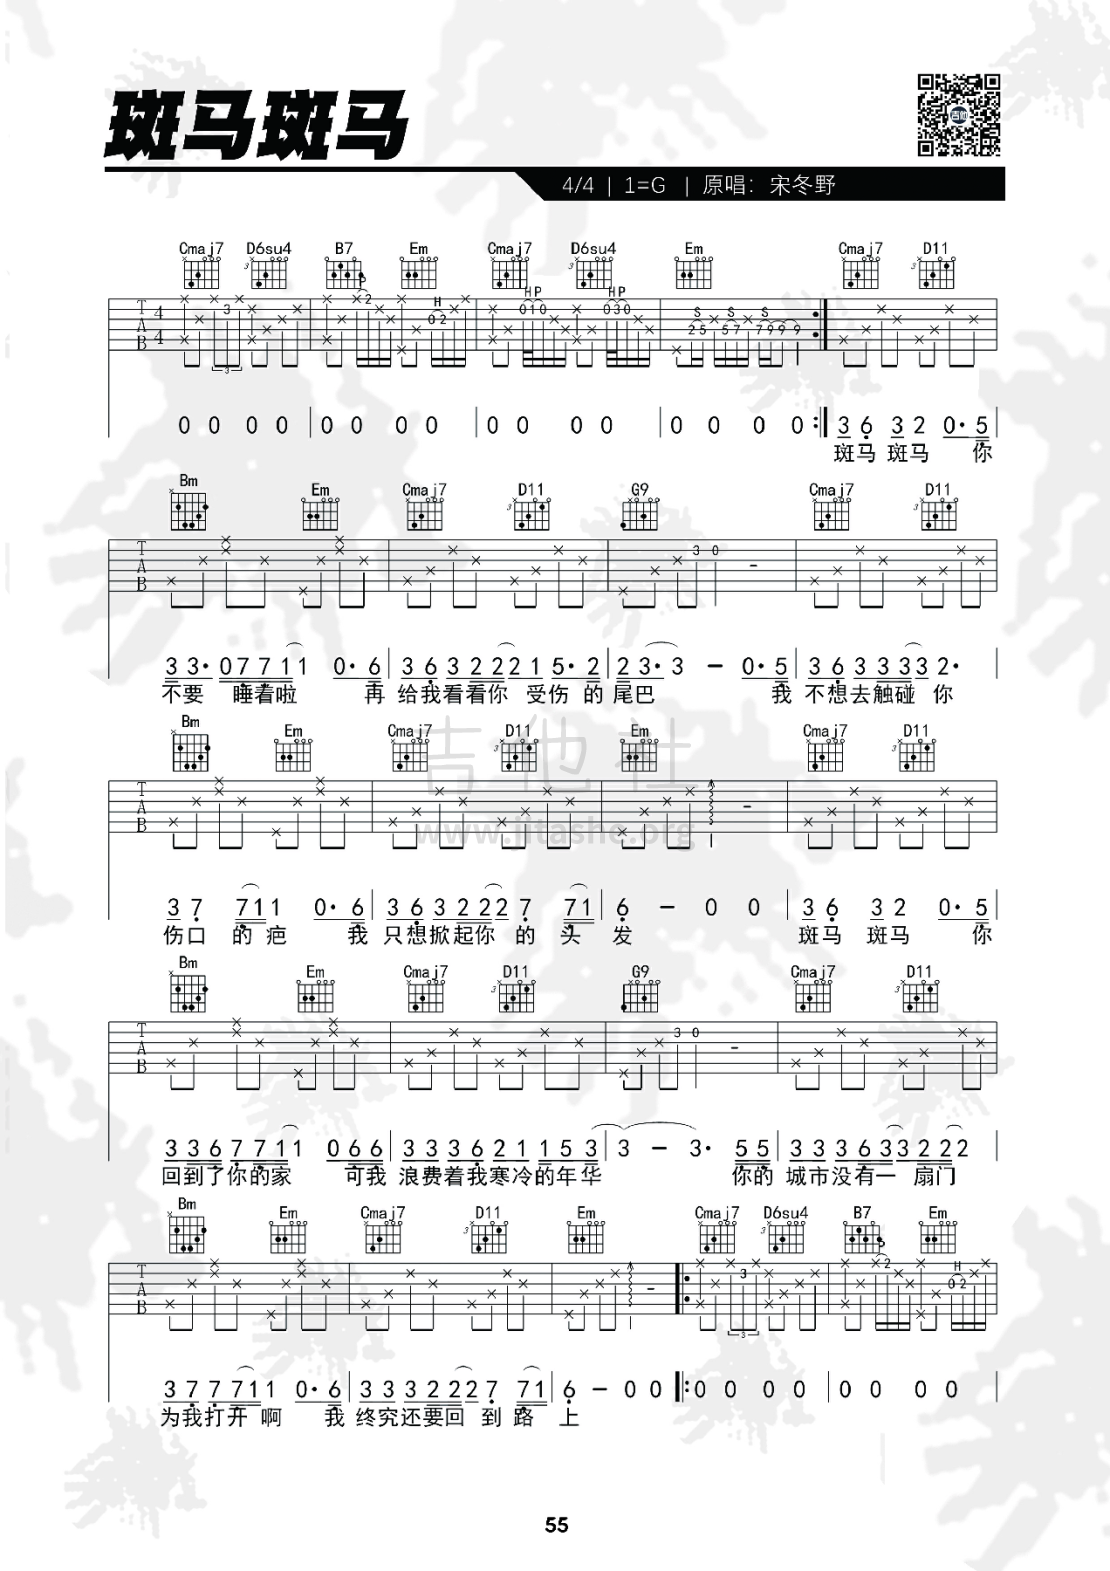 斑马斑马
吉他
4/4 | 1=G | 原唱：宋冬野
Cmaj7 D6su4 B7 Em Cmaj7 D6su4 Em Cmaj7 D11
0 0 0 0 0 0 0 0 0 0 0 0 0 0 0 0 3 6 3 2 0·5
斑马 斑马 你
Bm Em Cmaj7 D11 G9 Cmaj7 D11
3 3· 0 7 7 1 1 0·6 3 6 3 2 2 2 1 5·2 2 3·3 — 0·5 3 6 3 3 3 3 2·
不要 睡着啦 再 给我看看你 受伤 的 尾巴 我 不想去触碰 你
Bm Em Cmaj7 D11 Em Cmaj7 D11
吉他社
www.jitashe.org
3 7· 7 1 1 0·6 3 6 3 2 2 2 7 7 1 6 — 0 0 3 6 3 2 0·5
伤口 的 疤 我 只想掀起你 的 头 发 斑马 斑马 你
Bm Em Cmaj7 D11 G9 Cmaj7 D11
3 3 6 7 7 1 1 0 6 6 3 3 3 6 2 1 1 5 3 3 — 3· 5 5 3 3 3 6 3 3 2 2 2
回到了你的家 可我 浪费着我寒冷的年华 你的 城市没有一 扇门
Bm Em Cmaj7 D11 Em Cmaj7 D6su4 B7 Em
3 7 7 7 1 1 0·6 3 3 3 2 2 2 7 7 1 6 — 0 0 0 0 0 0 0 0 0 0
为我打开 啊 我 终究还要回 到 路 上
55